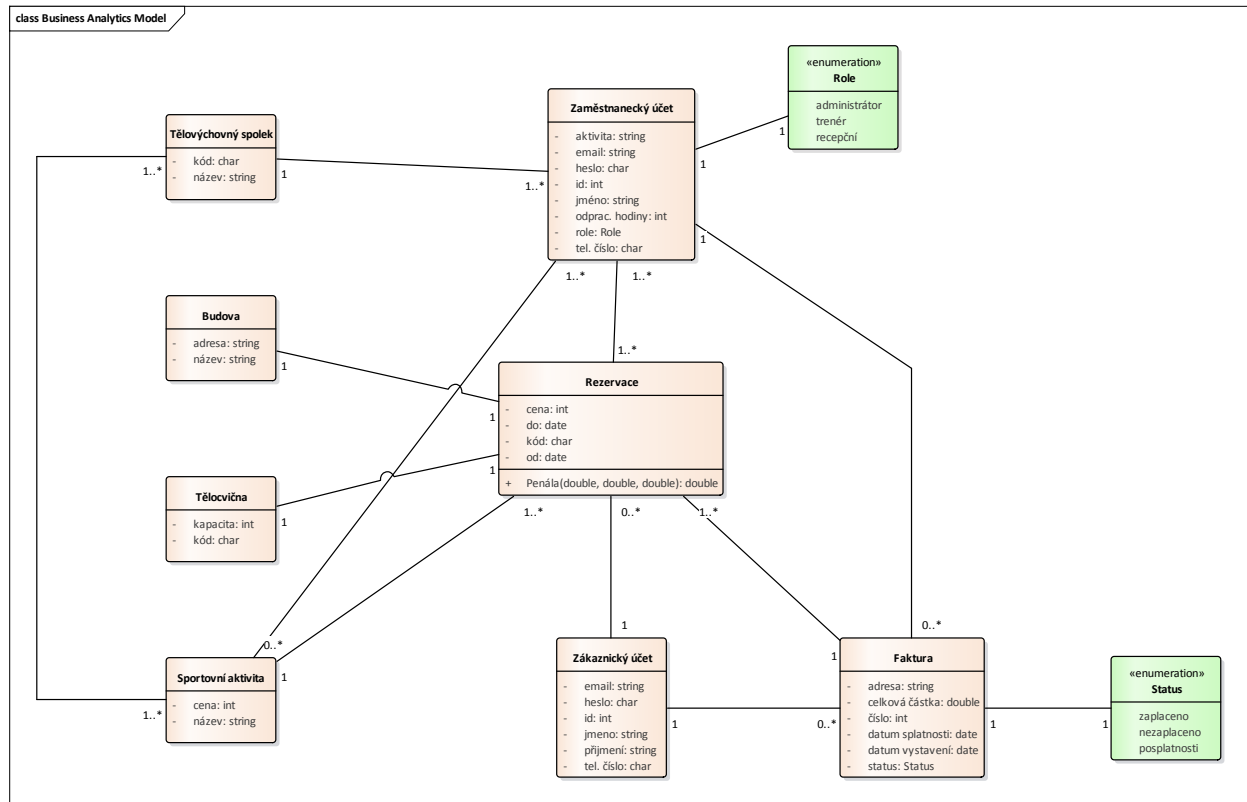 class Business Analytics Model
«enumeration»
Role
administrátor
trenér
recepční
Zaměstnanecký účet
- aktivita: string
- email: string
- heslo: char
- id: int
- jméno: string
- odprac. hodiny: int
- role: Role
- tel. číslo: char
Tělovýchovný spolek
- kód: char
- název: string
1..*
1
1..*
1
1
1
1..*
1..*
Budova
- adresa: string
- název: string
1
1..*
Rezervace
- cena: int
- do: date
- kód: char
- od: date
+ Penála(double, double, double): double
1
1
Tělocvična
- kapacita: int
- kód: char
1
1..*
0..*
1..*
0..*
1
0..*
1
Sportovní aktivita
- cena: int
- název: string
1
1..*
Zákaznický účet
- email: string
- heslo: char
- id: int
- jmeno: string
- přijmení: string
- tel. číslo: char
1
0..*
Faktura
- adresa: string
- celková částka: double
- číslo: int
- datum splatnosti: date
- datum vystavení: date
- status: Status
1
1
«enumeration»
Status
zaplaceno
nezaplaceno
posplatnosti